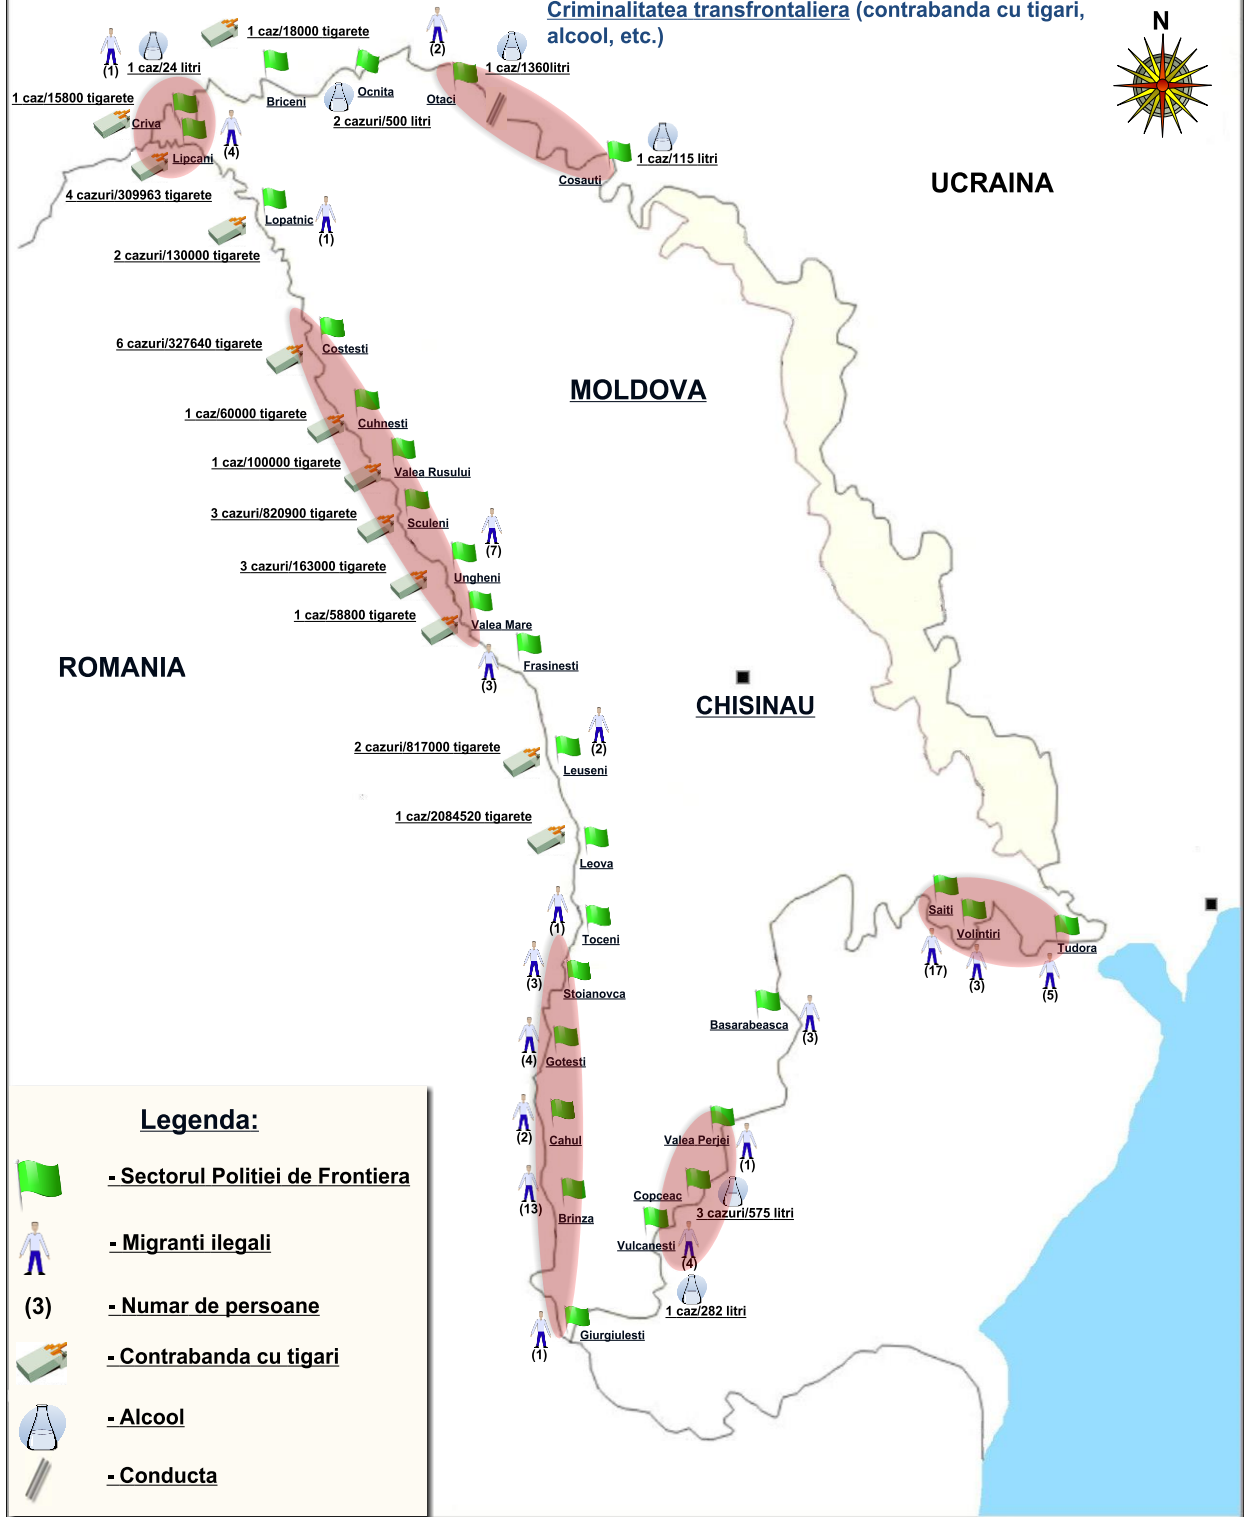 Criminalitatea transfrontaliera (contrabanda cu tigari,
alcool, etc.)
N
1 caz/18000 tigarete
(2)
(1)
1 caz/24 litri
1 caz/1360litri
1 caz/15800 tigarete
Briceni
Ocnita
Otaci
2 cazuri/500 litri
Criva
(4)
Lipcani
1 caz/115 litri
Cosauti
UCRAINA
4 cazuri/309963 tigarete
Lopatnic
(1)
2 cazuri/130000 tigarete
6 cazuri/327640 tigarete
Costesti
MOLDOVA
1 caz/60000 tigarete
Cuhnesti
1 caz/100000 tigarete
Valea Rusului
3 cazuri/820900 tigarete
Sculeni
(7)
3 cazuri/163000 tigarete
Ungheni
1 caz/58800 tigarete
Valea Mare
ROMANIA
Frasinesti
(3)
CHISINAU
2 cazuri/817000 tigarete
(2)
Leuseni
1 caz/2084520 tigarete
Leova
(1)
Toceni
Saiti
Volintiri
Tudora
(17)
(3)
(5)
(3)
Stoianovca
Basarabeasca
(3)
(4)
Gotesti
(2)
Cahul
Valea Perjei
(1)
(13)
Brinza
Copceac
3 cazuri/575 litri
Vulcanesti
(4)
1 caz/282 litri
Giurgiulesti
(1)
Legenda:
- Sectorul Politiei de Frontiera
- Migranti ilegali
(3)
- Numar de persoane
- Contrabanda cu tigari
- Alcool
- Conducta